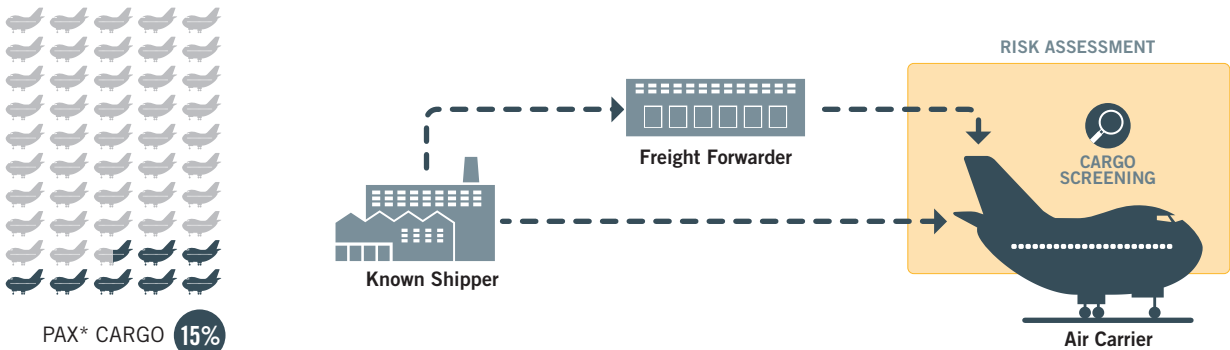 RISK ASSESSMENT
CARGO
SCREENING
Freight Forwarder
Known Shipper
PAX* CARGO 15%
Air Carrier